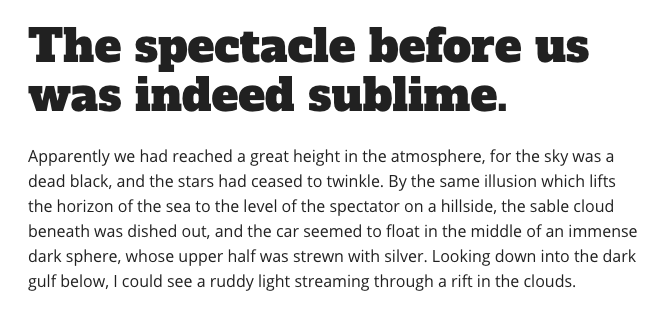 The spectacle before us
was indeed sublime.
Apparently we had reached a great height in the atmosphere, for the sky was a
dead black, and the stars had ceased to twinkle. By the same illusion which lifts
the horizon of the sea to the level of the spectator on a hillside, the sable cloud
beneath was dished out, and the car seemed to float in the middle of an immense
dark sphere, whose upper half was strewn with silver. Looking down into the dark
gulf below, I could see a ruddy light streaming through a rift in the clouds.